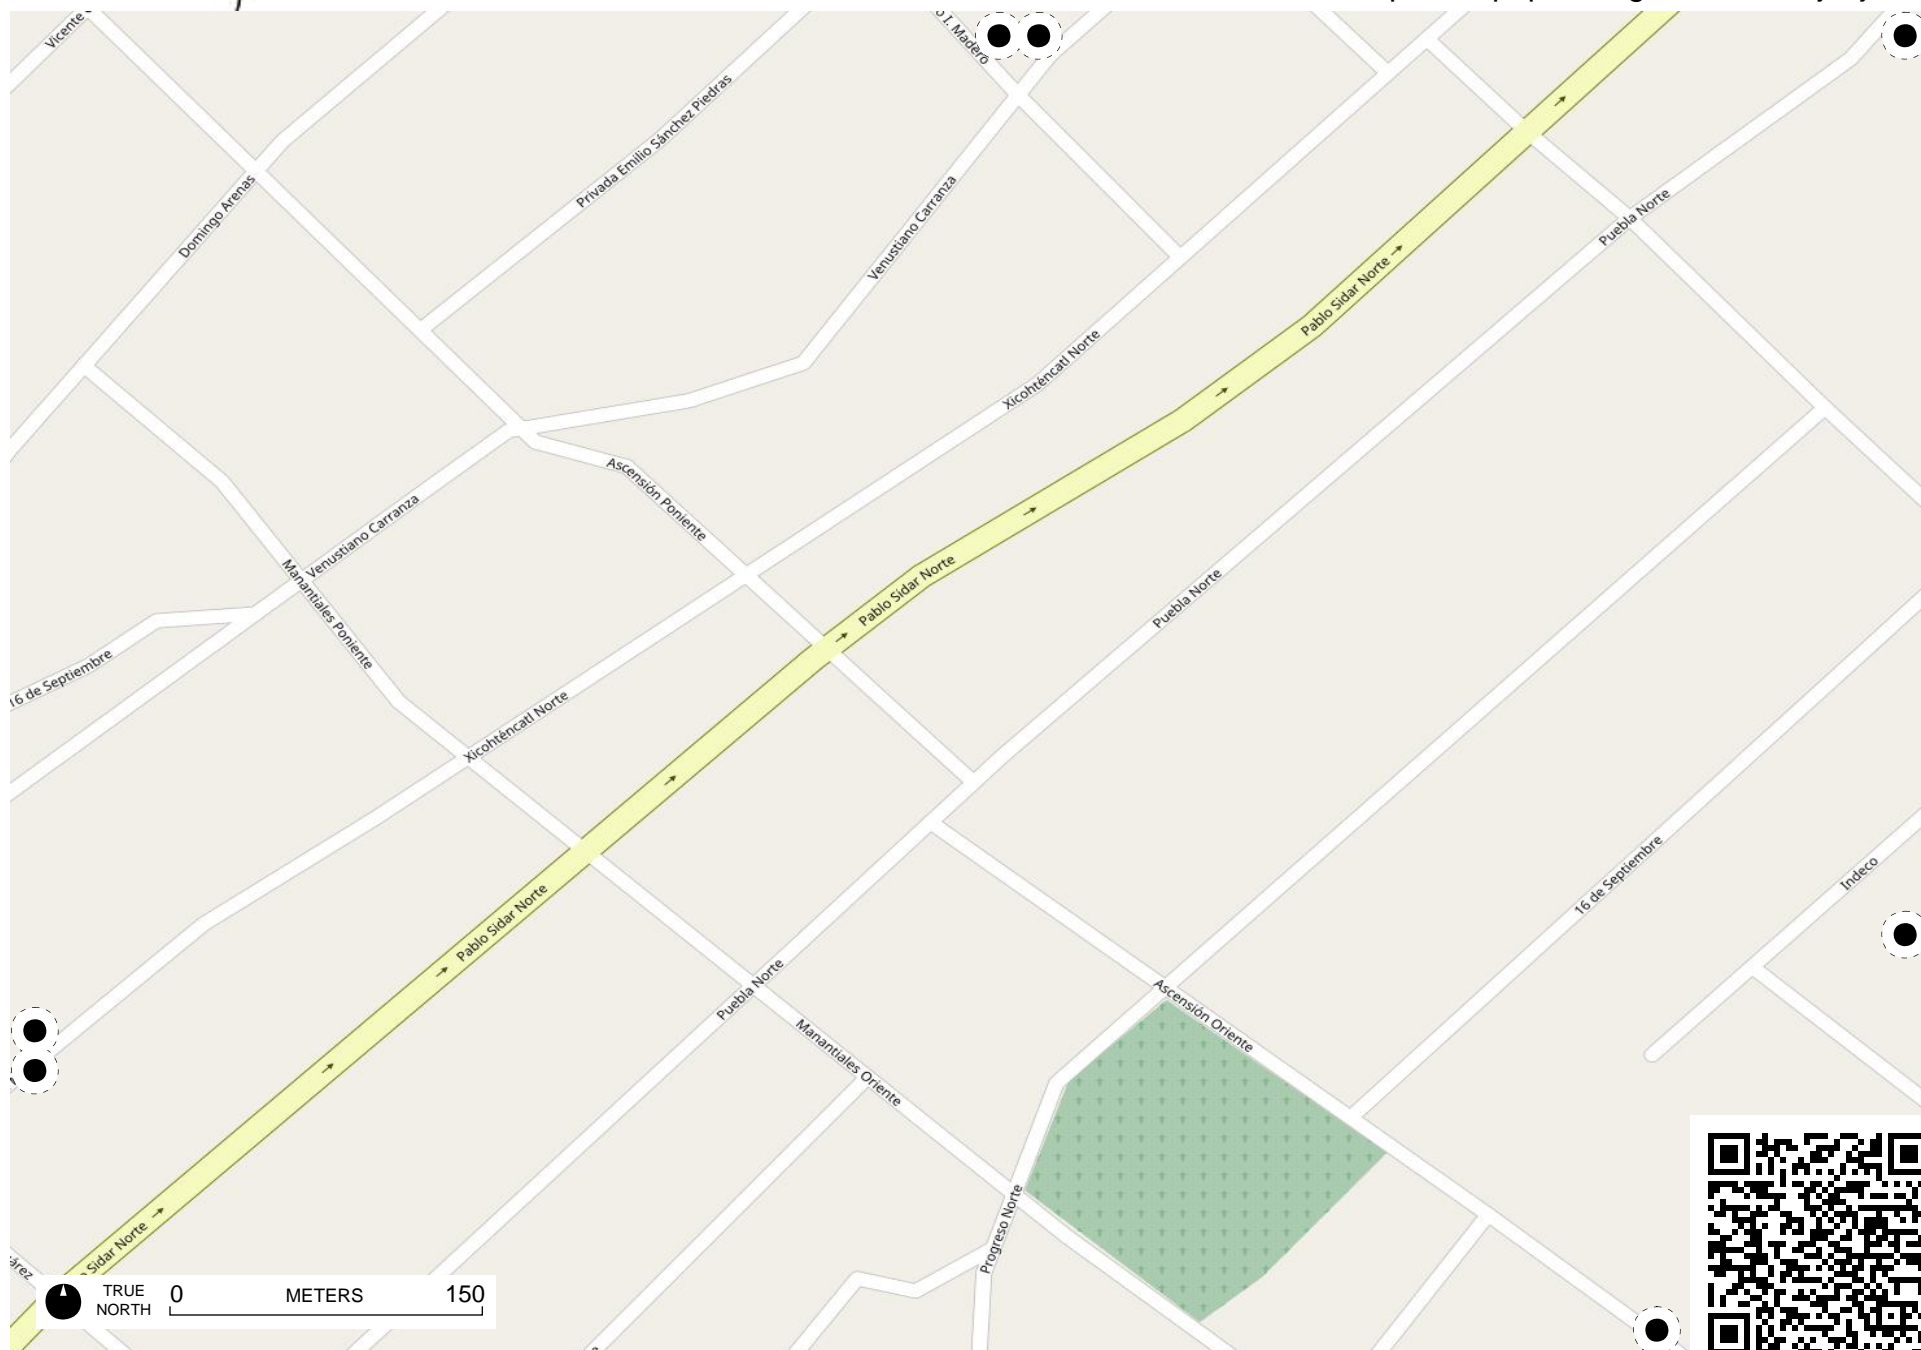 Vicente
I. Madero
Privada Emilio Sánchez Piedras
Domingo Arenas
Venustiano Carranza
Puebla Norte
Pablo Sidar Norte
Xicohténcatl Norte
Ascensión Poniente
Venustiano Carranza
Manantiales Poniente
Pablo Sidar Norte
Puebla Norte
16 de Septiembre
Xicohténcatl Norte
16 de Septiembre
Indeco
Pablo Sidar Norte
Puebla Norte
Ascensión Oriente
Manantiales Oriente
Progreso Norte
Sidar Norte
TRUE
NORTH
0 METERS 150